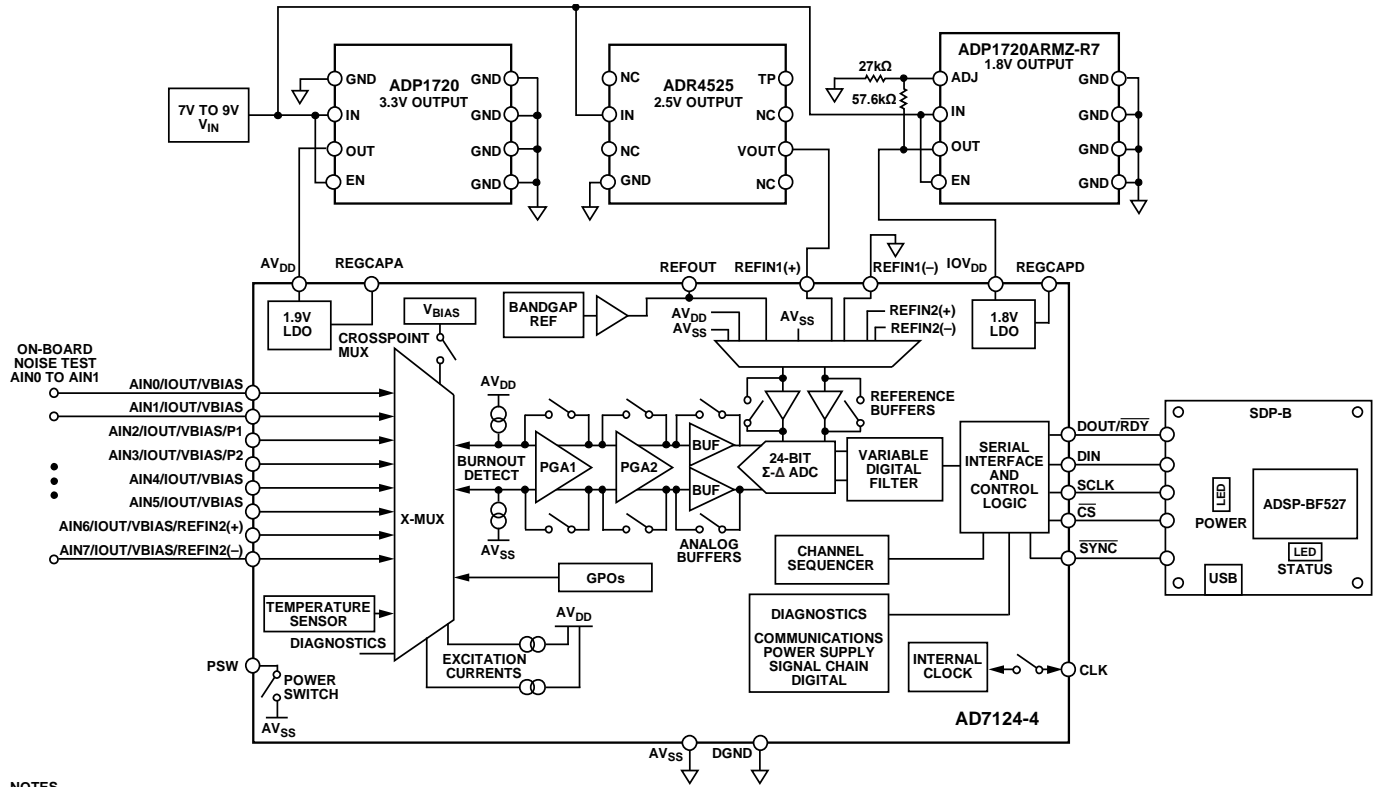 ADP1720
3.3V OUTPUT
GND
IN
OUT
EN
GND
GND
GND
GND
ADR4525
2.5V OUTPUT
NC
IN
NC
GND
TP
NC
VOUT
NC
ADP1720ARMZ-R7
1.8V OUTPUT
27kΩ
57.6kΩ
ADJ
IN
OUT
EN
GND
GND
GND
GND
7V TO 9V
VIN
AVDD
REGCAPA
REFOUT
REFIN1(+)
REFIN1(–)
IOVDD
REGCAPD
1.9V
LDO
CROSSPOINT
MUX
VBIAS
BANDGAP
REF
AVDD
AVSS
AVSS
REFIN2(+)
REFIN2(–)
1.8V
LDO
ON-BOARD
NOISE TEST
AIN0 TO AIN1
AIN0/IOUT/VBIAS
AIN1/IOUT/VBIAS
AIN2/IOUT/VBIAS/P1
AIN3/IOUT/VBIAS/P2
AIN4/IOUT/VBIAS
AIN5/IOUT/VBIAS
AIN6/IOUT/VBIAS/REFIN2(+)
AIN7/IOUT/VBIAS/REFIN2(–)
X-MUX
AVDD
BURNOUT
DETECT
AVSS
PGA1
PGA2
BUF
BUF
ANALOG
BUFFERS
REFERENCE
BUFFERS
24-BIT
Σ-Δ ADC
VARIABLE
DIGITAL
FILTER
SERIAL
INTERFACE
AND
CONTROL
LOGIC
DOUT/RDY
DIN
SCLK
CS
SYNC
SDP-B
LED
POWER
ADSP-BF527
LED
STATUS
USB
GPOs
CHANNEL
SEQUENCER
TEMPERATURE
SENSOR
DIAGNOSTICS
AVDD
EXCITATION
CURRENTS
DIAGNOSTICS
COMMUNICATIONS
POWER SUPPLY
SIGNAL CHAIN
DIGITAL
INTERNAL
CLOCK
CLK
PSW
POWER
SWITCH
AVSS
AD7124-4
AVSS
DGND
NOTES